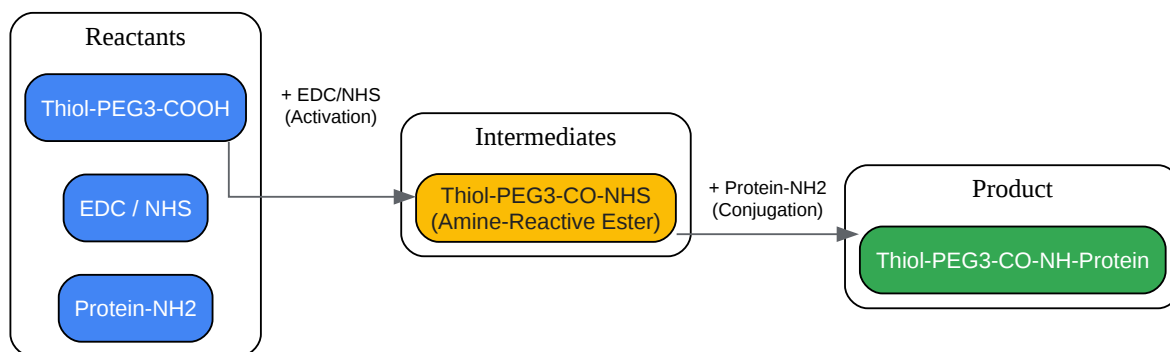 Reactants
Thiol-PEG3-COOH
EDC / NHS
Protein-NH2
+ EDC/NHS
(Activation)
Intermediates
Thiol-PEG3-CO-NHS
(Amine-Reactive Ester)
+ Protein-NH2
(Conjugation)
Product
Thiol-PEG3-CO-NH-Protein